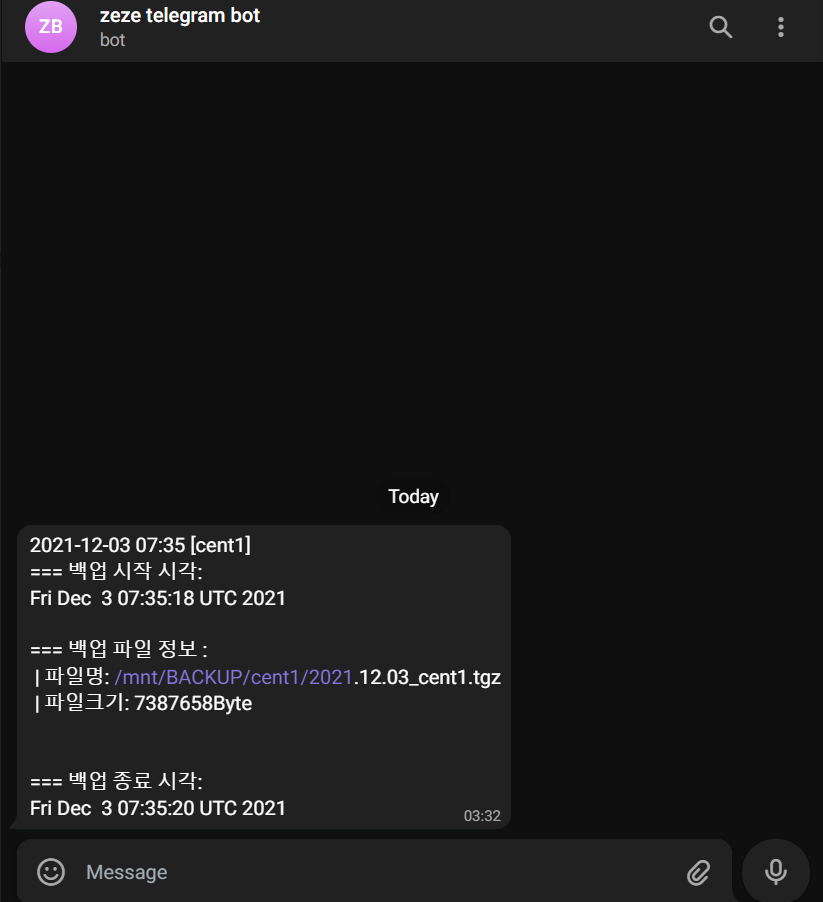 ZB
zeze telegram bot
bot
Today
2021-12-03 07:35 [cent1]
=== 백업 시작 시각:
Fri Dec  3 07:35:18 UTC 2021
=== 백업 파일 정보 :
| 파일명: /mnt/BACKUP/cent1/2021.12.03_cent1.tgz
| 파일크기: 7387658Byte
=== 백업 종료 시각:
Fri Dec  3 07:35:20 UTC 2021
03:32
Message